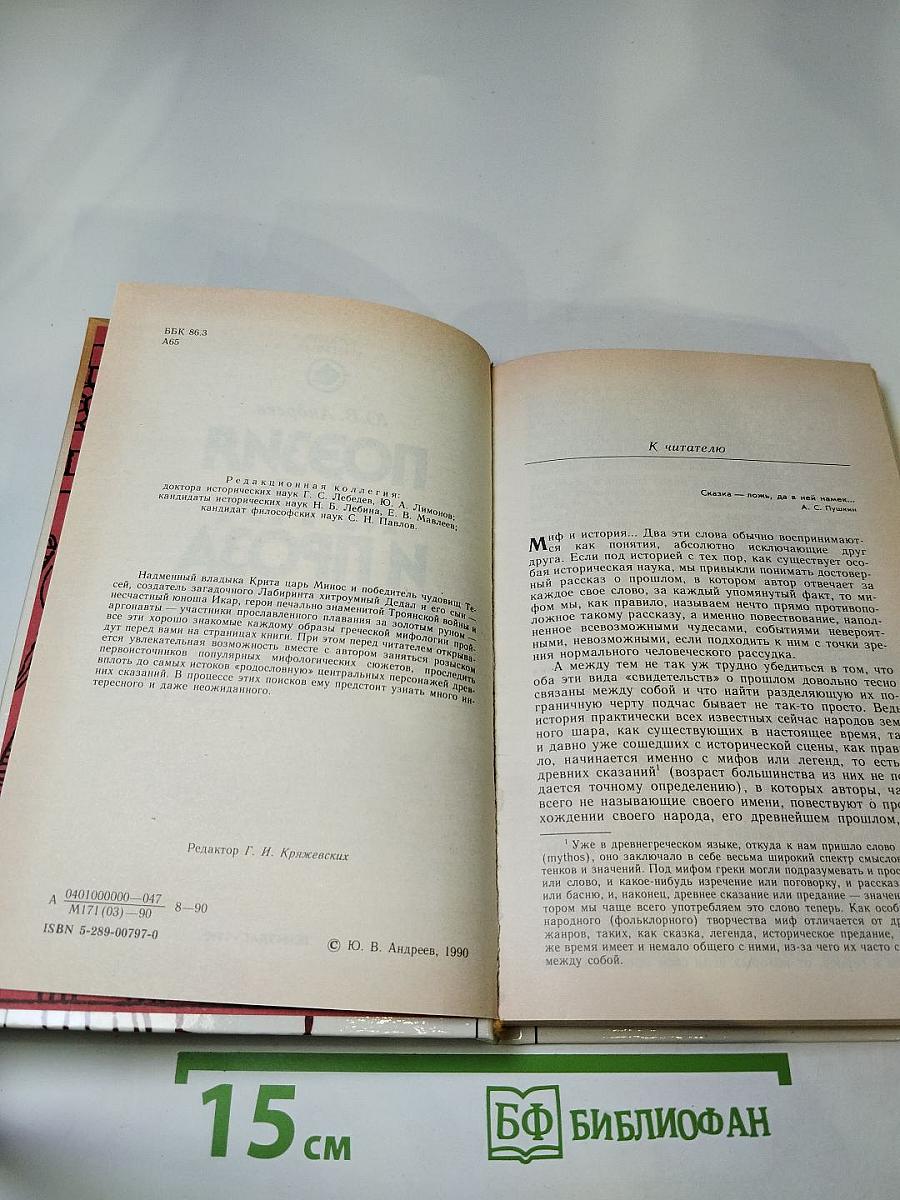 ББК 86.3
А65
Редакционная коллегия:
доктора исторических наук Г. С. Лебедев, Ю. А. Лимонов;
кандидаты исторических наук Н. Б. Лебина, Е. В. Мавлеев;
кандидат философских наук С. Н. Павлов.
Надменный владыка Крита царь Минос и победитель чудовищ Те-
сей, создатель загадочного Лабиринта хитроумный Дедал и его сын —
несчастный юноша Икар, герои печально знаменитой Троянской войны и
аргонавты — участники прославленного плавания за золотым руном —
все эти хорошо знакомые каждому образы греческой мифологии прой-
дут перед вами на страницах книги. При этом перед читателем открыва-
ется увлекательная возможность вместе с автором заняться розыском
первоисточников популярных мифологических сюжетов, проследить
вплоть до самых истоков «родословную» центральных персонажей древ-
них сказаний. В процессе этих поисков ему предстоит узнать много ин-
тересного и даже неожиданного.
Редактор Г. И. Кряжевских
А 0401000000—047
М171(03)—90 8—90
ISBN 5-289-00797-0
© Ю. В. Андреев, 1990
К читателю
Сказка — ложь, да в ней намек...
А. С. Пушкин
Миф и история... Два эти слова обычно воспринимают-
ся как понятия, абсолютно исключающие друг
друга. Если под историей с тех пор, как существует осо-
бая историческая наука, мы привыкли понимать достовер-
ный рассказ о прошлом, в котором автор отвечает за
каждое свое слово, за каждый упомянутый факт, то ми-
фом мы, как правило, называем нечто прямо противопо-
ложное такому рассказу, а именно повествование, напол-
ненное всевозможными чудесами, событиями невероят-
ными, невозможными, если подходить к ним с точки зре-
ния нормального человеческого рассудка.
А между тем не так уж трудно убедиться в том, что
оба эти вида «свидетельств» о прошлом довольно тесно
связаны между собой и что найти разделяющую их по-
граничную черту подчас бывает не так-то просто. Ведь
история практически всех известных сейчас народов зем-
ного шара, как существующих в настоящее время, та
и давно уже сошедших с исторической сцены, как прав
ло, начинается именно с мифов или легенд, то есть
древних сказаний¹ (возраст большинства из них не по
дается точному определению), в которых авторы, ча
всего не называющие своего имени, повествуют о про
хождении своего народа, его древнейшем прошлом,
¹ Уже в древнегреческом языке, откуда к нам пришло слово
(mythos), оно заключало в себе весьма широкий спектр смыслов
тенков и значений. Под мифом греки могли подразумевать и прос
или слово, и какое-нибудь изречение или поговорку, и рассказ
или басню, и, наконец, древнее сказание или предание — значен
тором мы чаще всего употребляем это слово теперь. Как особ
народного (фольклорного) творчества миф отличается от др
жанров, таких, как сказка, легенда, историческое предание,
же время имеет и немало общего с ними, из-за чего их часто с
между собой.
15 см
БФ БИБЛИОФАН